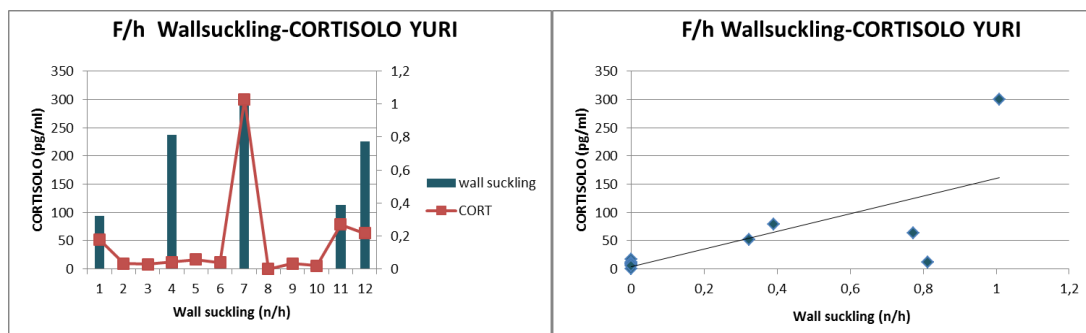 F/h Wallsuckling-CORTISOLO YURI
CORTISOLO (pg/ml)
350
300
250
200
150
100
50
0
1,2
1
0,8
0,6
0,4
0,2
0
1 2 3 4 5 6 7 8 9 10 11 12
Wall suckling (n/h)
wall suckling
CORT
F/h Wallsuckling-CORTISOLO YURI
CORTISOLO (pg/ml)
350
300
250
200
150
100
50
0
0 0,2 0,4 0,6 0,8 1 1,2
Wall suckling (n/h)